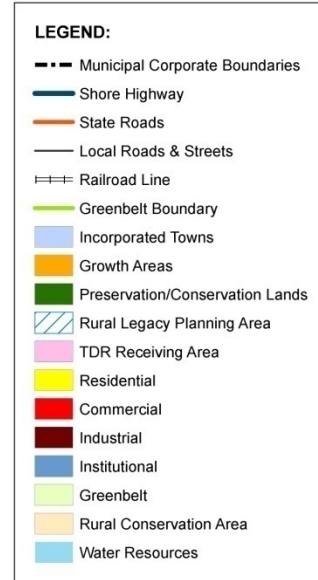 LEGEND:
Municipal Corporate Boundaries
Shore Highway
State Roads
Local Roads & Streets
Railroad Line
Greenbelt Boundary
Incorporated Towns
Growth Areas
Preservation/Conservation Lands
Rural Legacy Planning Area
TDR Receiving Area
Residential
Commercial
Industrial
Institutional
Greenbelt
Rural Conservation Area
Water Resources